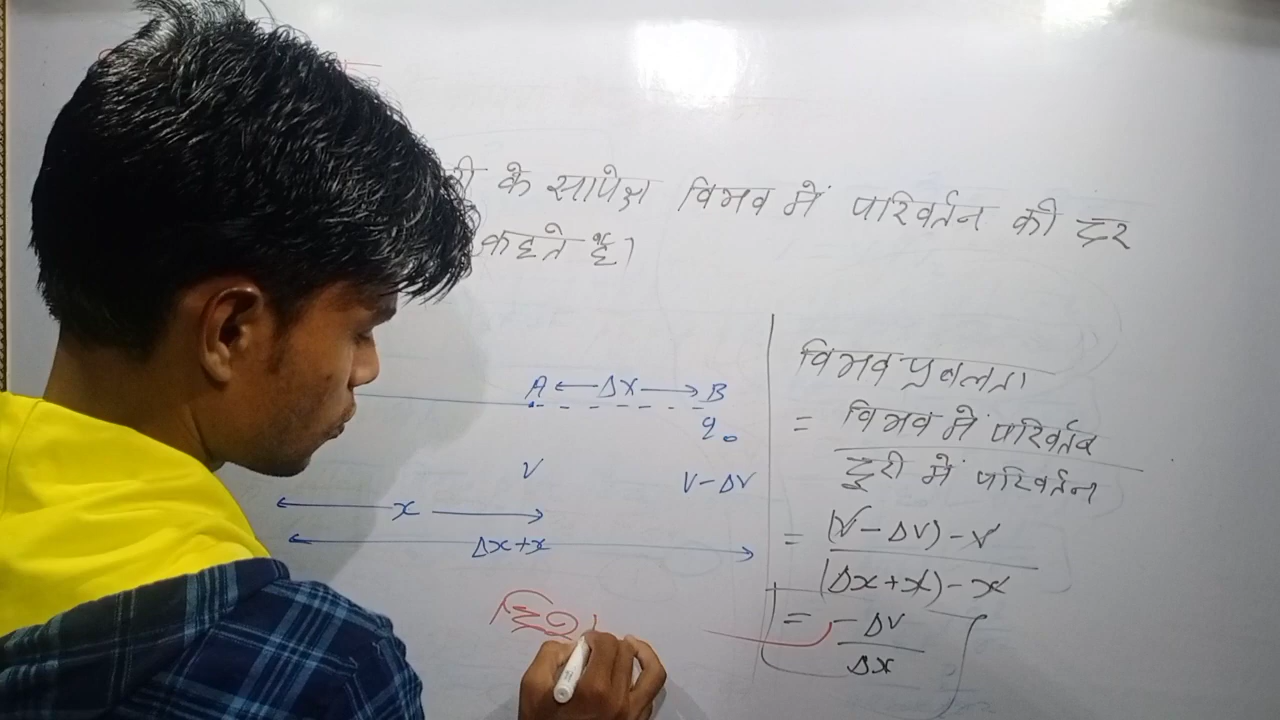 के सापेक्ष विभव में परिवर्तन की दर
कहते हैं।
A ←Δx→ B
q₀
V V-ΔV
x
Δx+x
विभव प्रवलता
= विभव में परिवर्तन
दूरी में परिवर्तन
= (V-ΔV)-V
(Δx+x)-x
= -ΔV
Δx